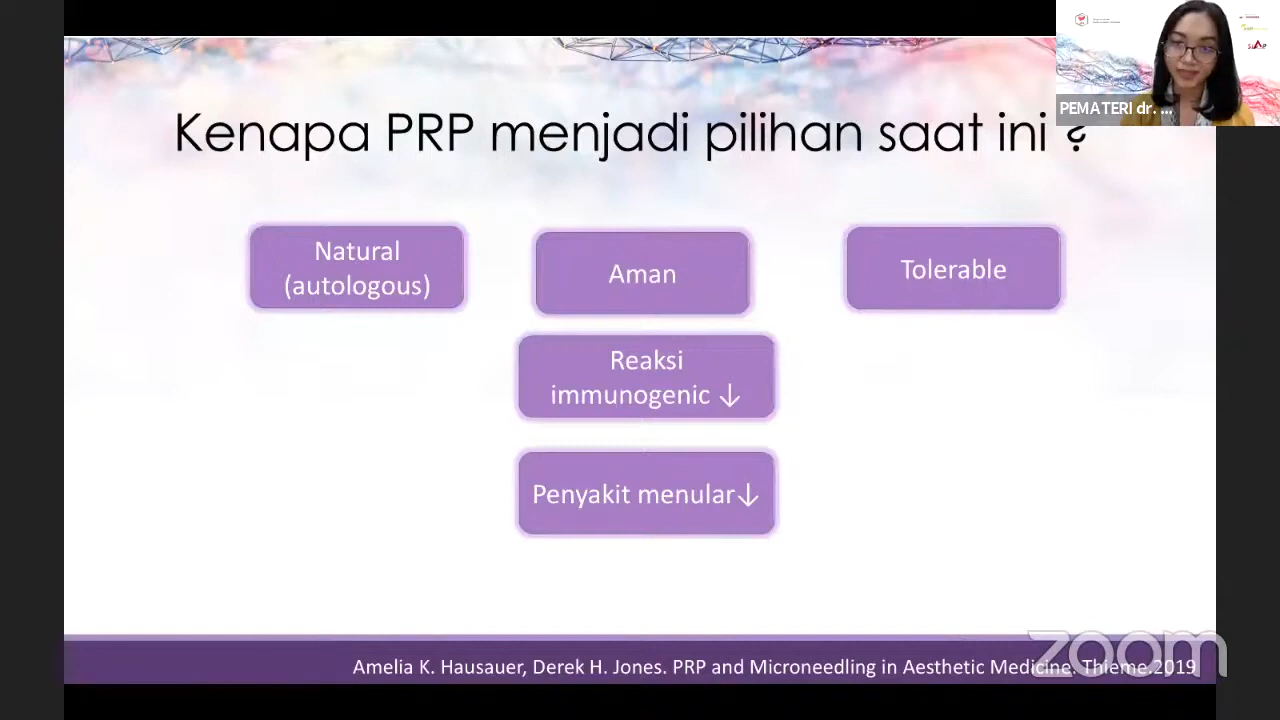 PEMATERI dr. ...
Kenapa PRP menjadi pilihan saat ini ?
Natural
(autologous)
Aman
Tolerable
Reaksi
immunogenic ↓
Penyakit menular↓
zoom
Amelia K. Hausauer, Derek H. Jones. PRP and Microneedling in Aesthetic Medicine. Thieme.2019